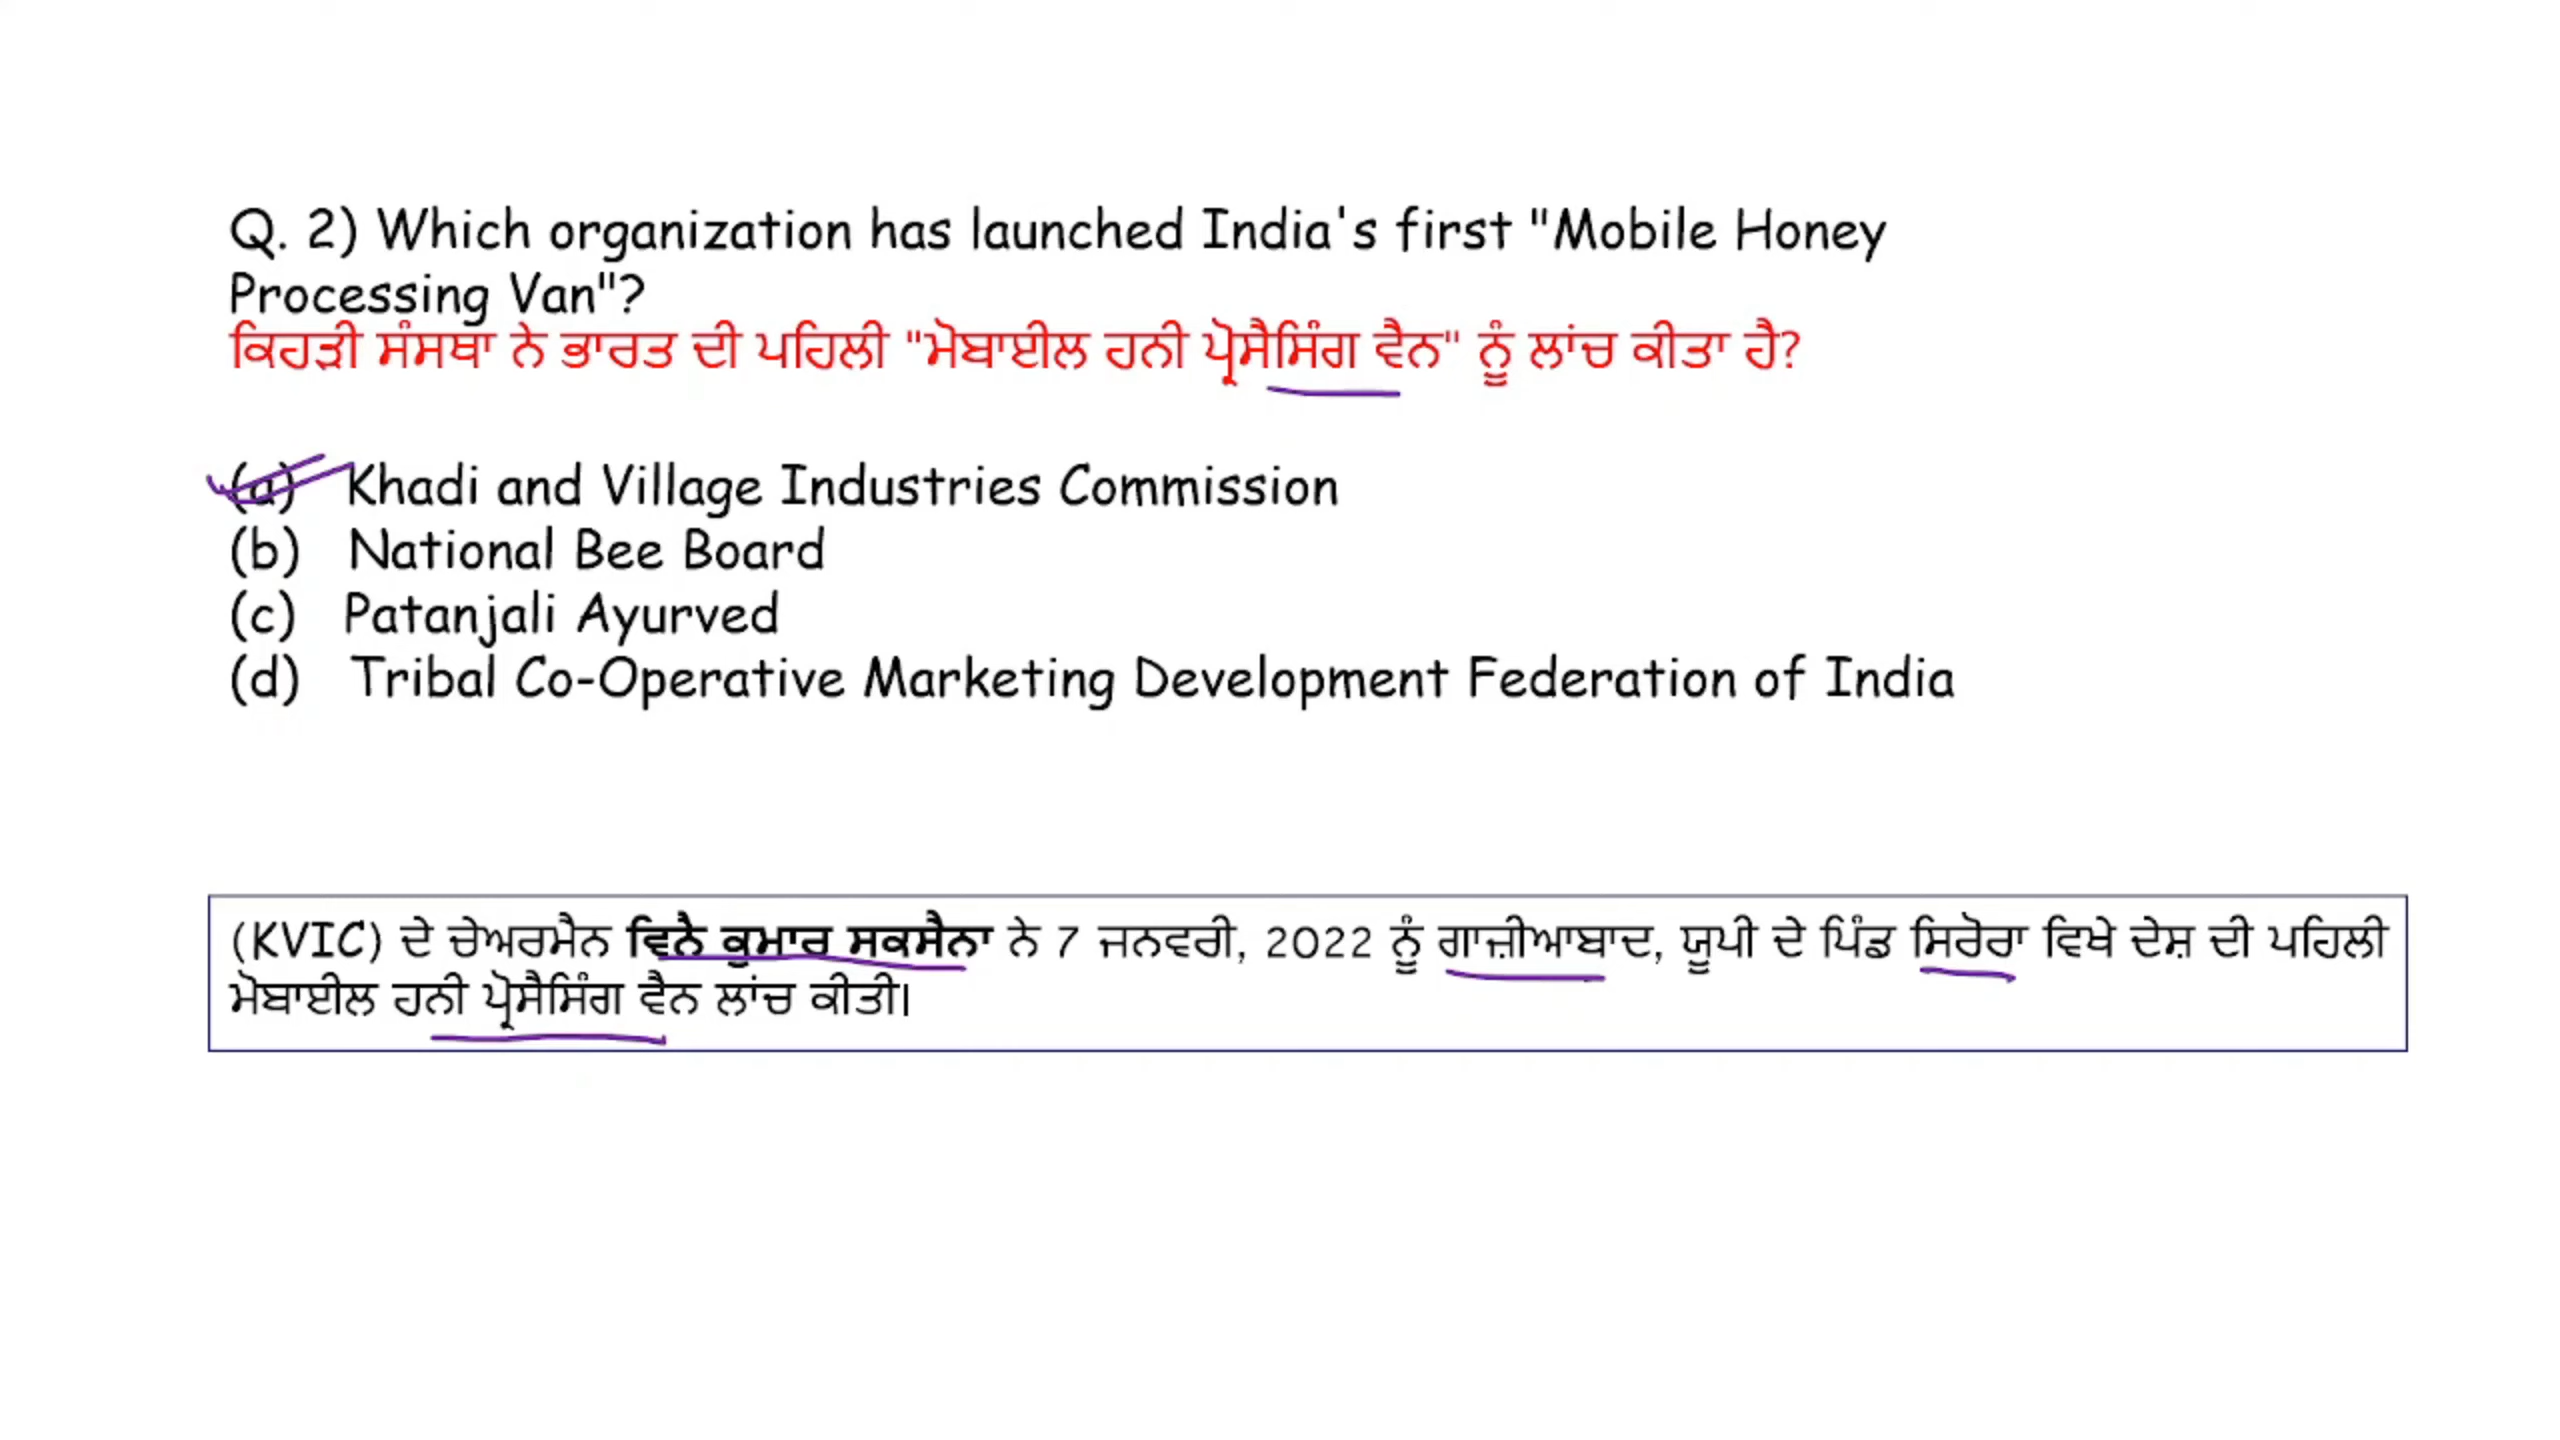 Q. 2) Which organization has launched India's first "Mobile Honey
Processing Van"?
ਕਿਹੜੀ ਸੰਸਥਾ ਨੇ ਭਾਰਤ ਦੀ ਪਹਿਲੀ "ਮੋਬਾਈਲ ਹਨੀ ਪ੍ਰੋਸੈਸਿੰਗ ਵੈਨ" ਨੂੰ ਲਾਂਚ ਕੀਤਾ ਹੈ?
(a) Khadi and Village Industries Commission
(b) National Bee Board
(c) Patanjali Ayurved
(d) Tribal Co-Operative Marketing Development Federation of India
(KVIC) ਦੇ ਚੇਅਰਮੈਨ ਵਿਨੈ ਕੁਮਾਰ ਸਕਸੈਨਾ ਨੇ 7 ਜਨਵਰੀ, 2022 ਨੂੰ ਗਾਜ਼ੀਆਬਾਦ, ਯੂਪੀ ਦੇ ਪਿੰਡ ਸਿਰੋਰਾ ਵਿਖੇ ਦੇਸ਼ ਦੀ ਪਹਿਲੀ
ਮੋਬਾਈਲ ਹਨੀ ਪ੍ਰੋਸੈਸਿੰਗ ਵੈਨ ਲਾਂਚ ਕੀਤੀ।